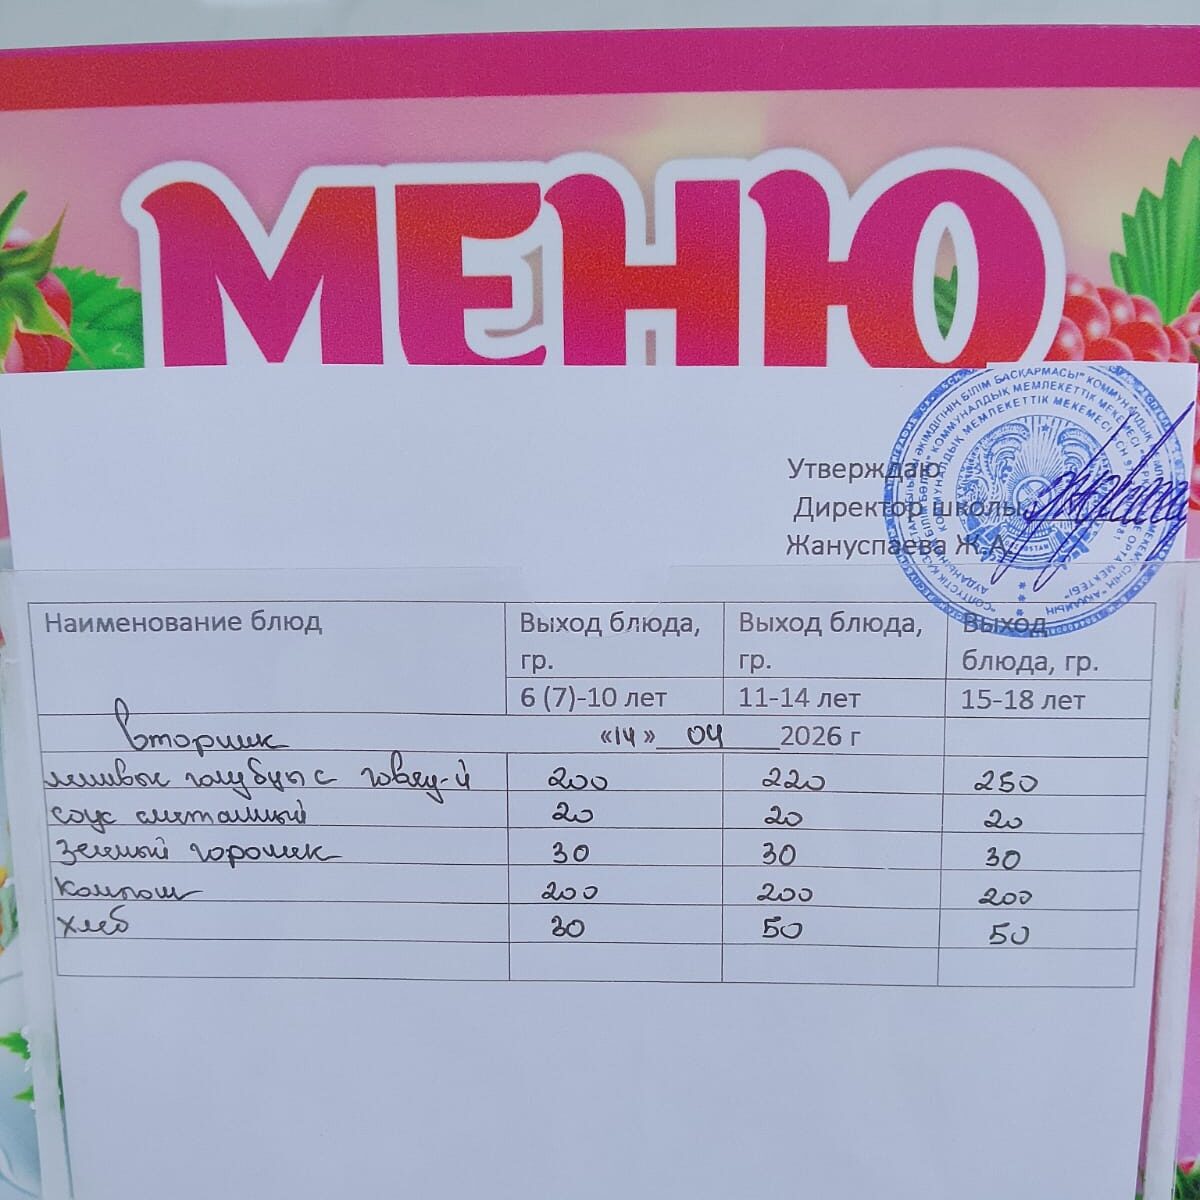 МЕНЮ
Утверждаю
Директор школы
Жануспаева Ж.А.
Наименование блюд Выход блюда, гр. Выход блюда, гр. Выход блюда, гр.
6 (7)-10 лет 11-14 лет 15-18 лет
вторник «14» 04 2026 г
ленивые голубцы с говяд-й 200 220 250
соус сметанный 20 20 20
зеленый горошек 30 30 30
компот 200 200 200
хлеб 30 50 50